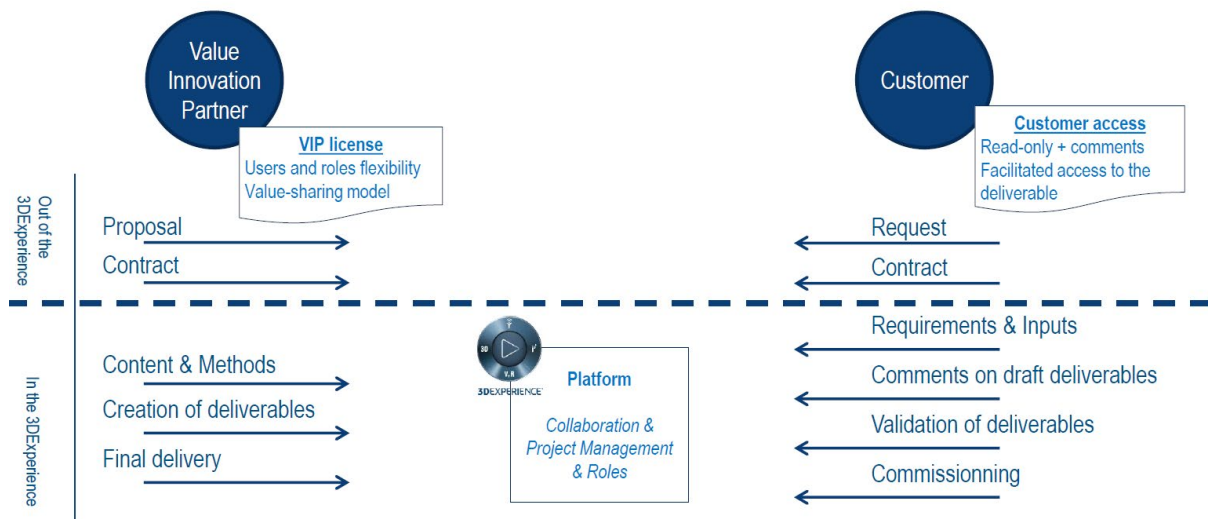 Value
Innovation
Partner
Customer
VIP license
Users and roles flexibility
Value-sharing model
Customer access
Read-only + comments
Facilitated access to the
deliverable
Out of the
3DExperience
Proposal
Contract
Request
Contract
In the 3DExperience
Content & Methods
Creation of deliverables
Final delivery
3D
V.R
3DEXPERIENCE
Platform
Collaboration &
Project Management
& Roles
Requirements & Inputs
Comments on draft deliverables
Validation of deliverables
Commissionning